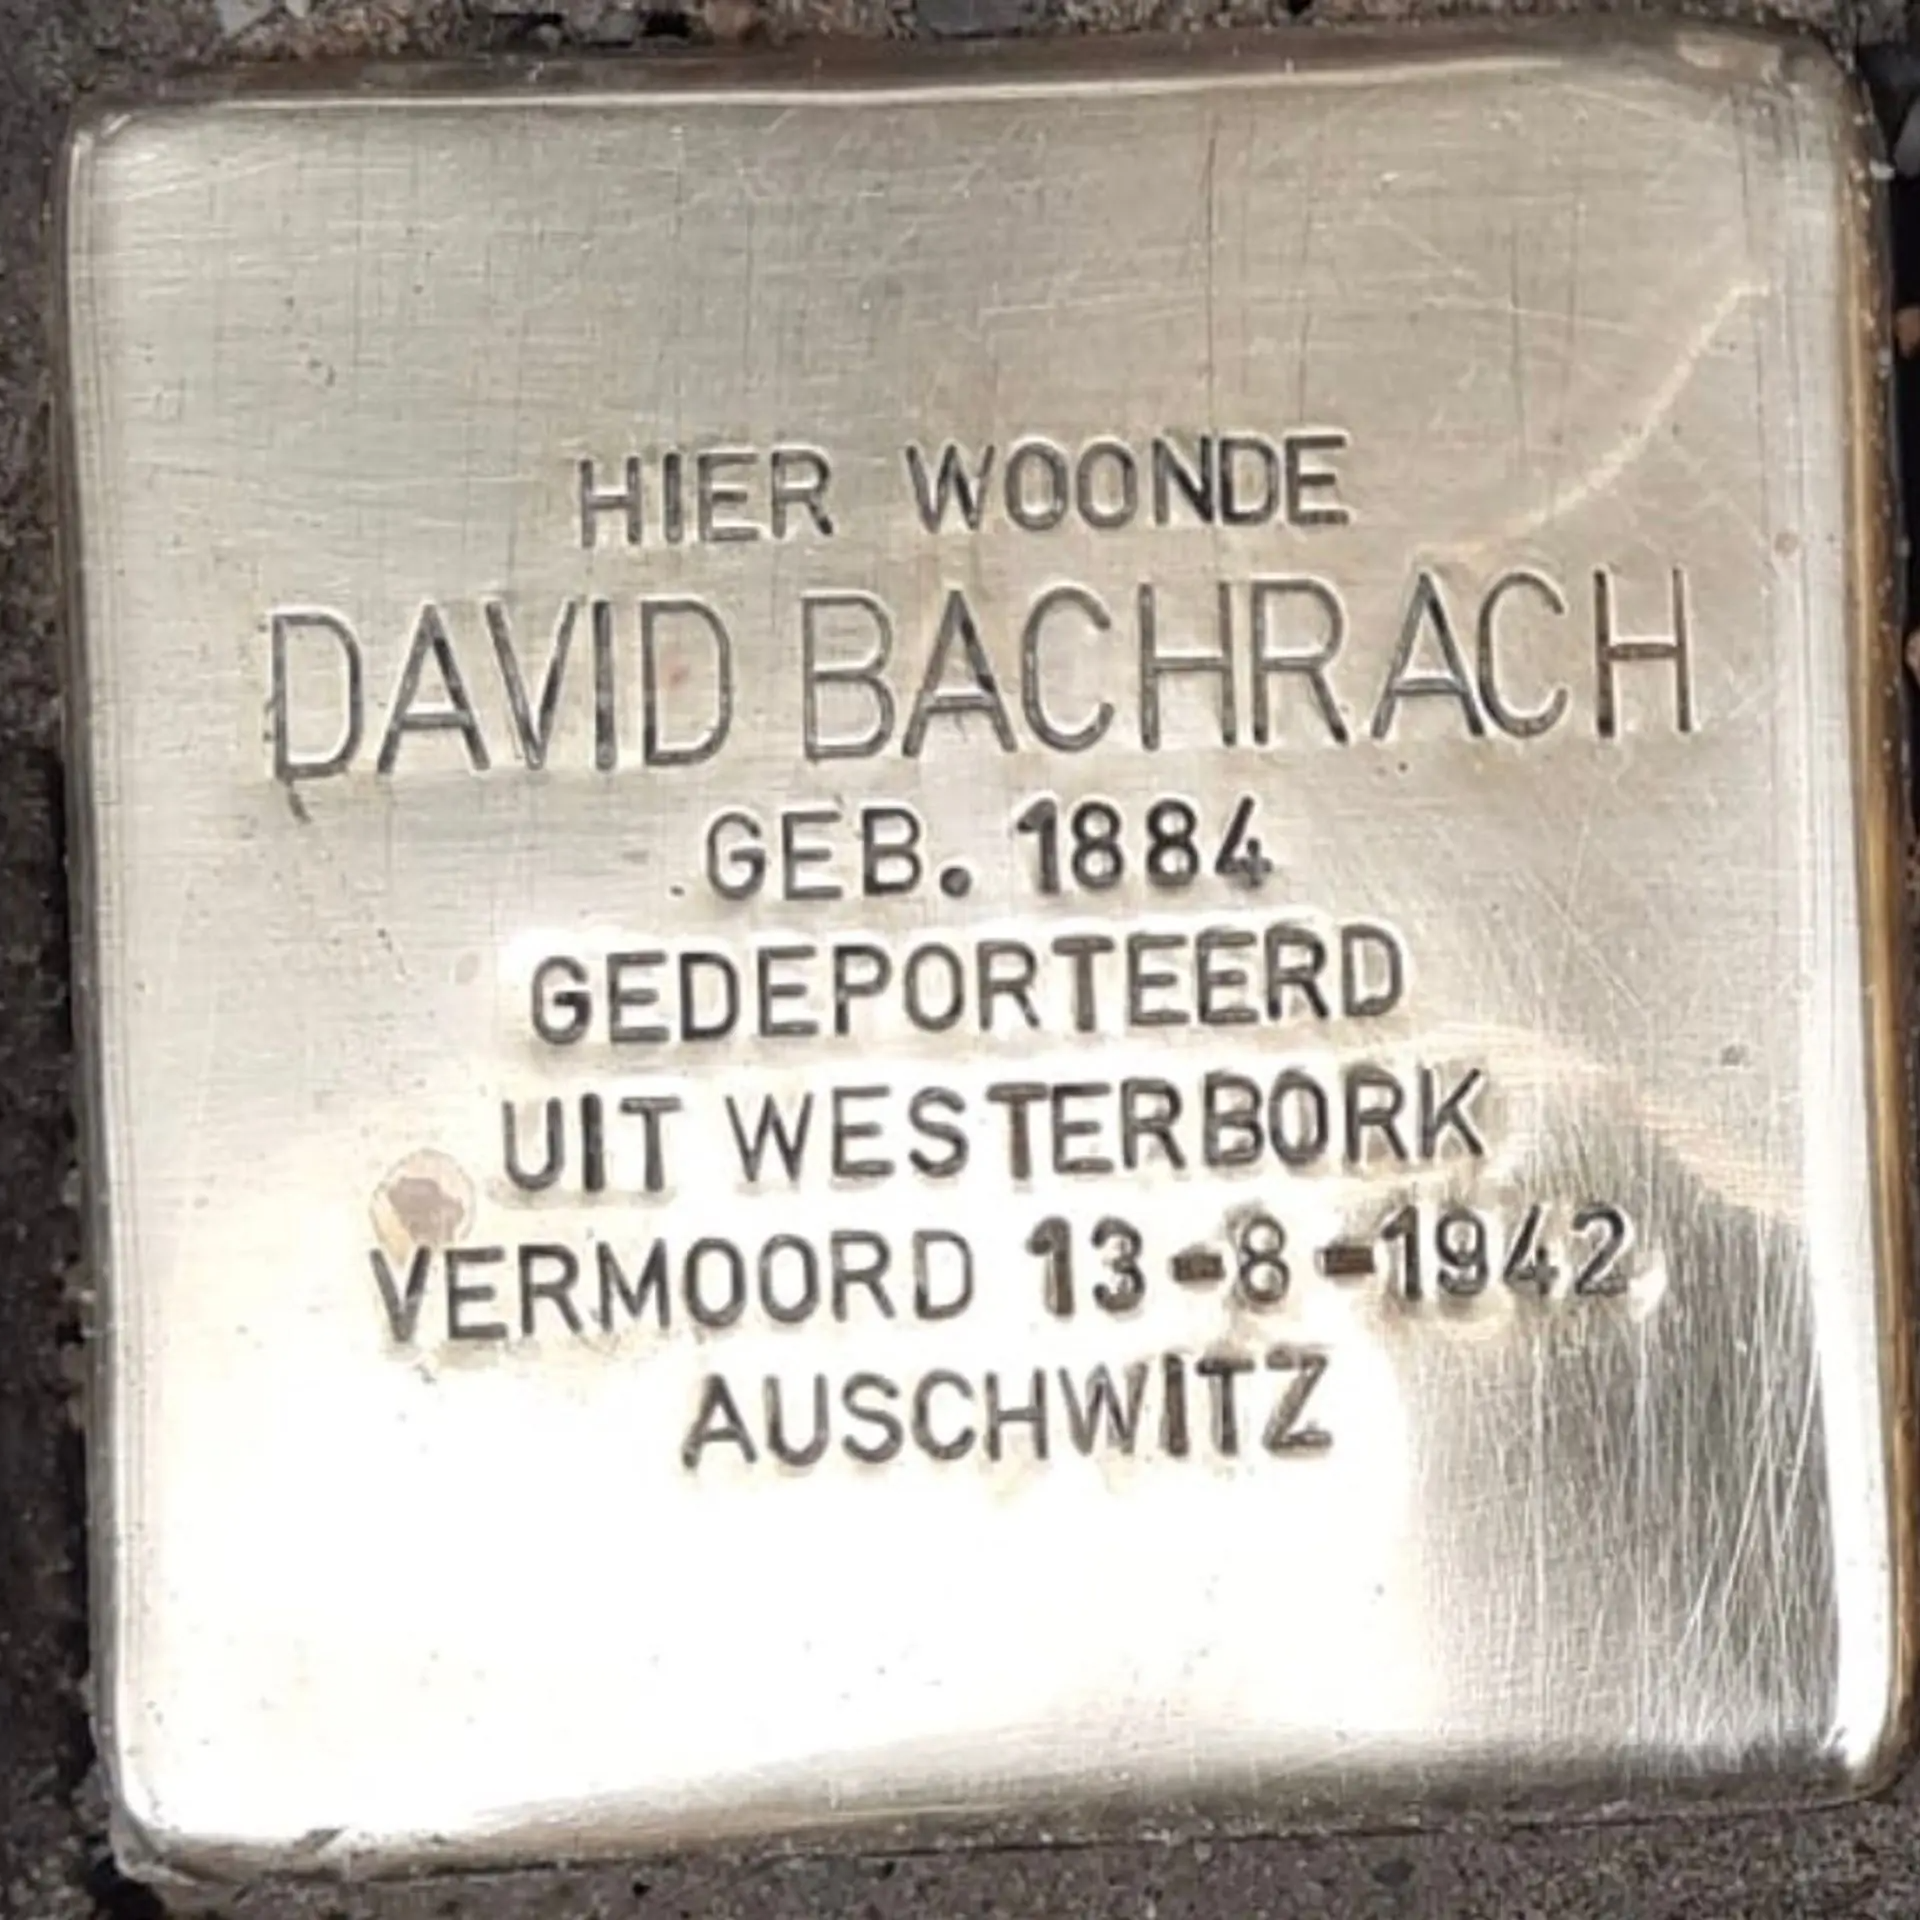 HIER WOONDE
DAVID BACHRACH
GEB. 1884
GEDEPORTEERD
UIT WESTERBORK
VERMOORD 13-8-1942
AUSCHWITZ